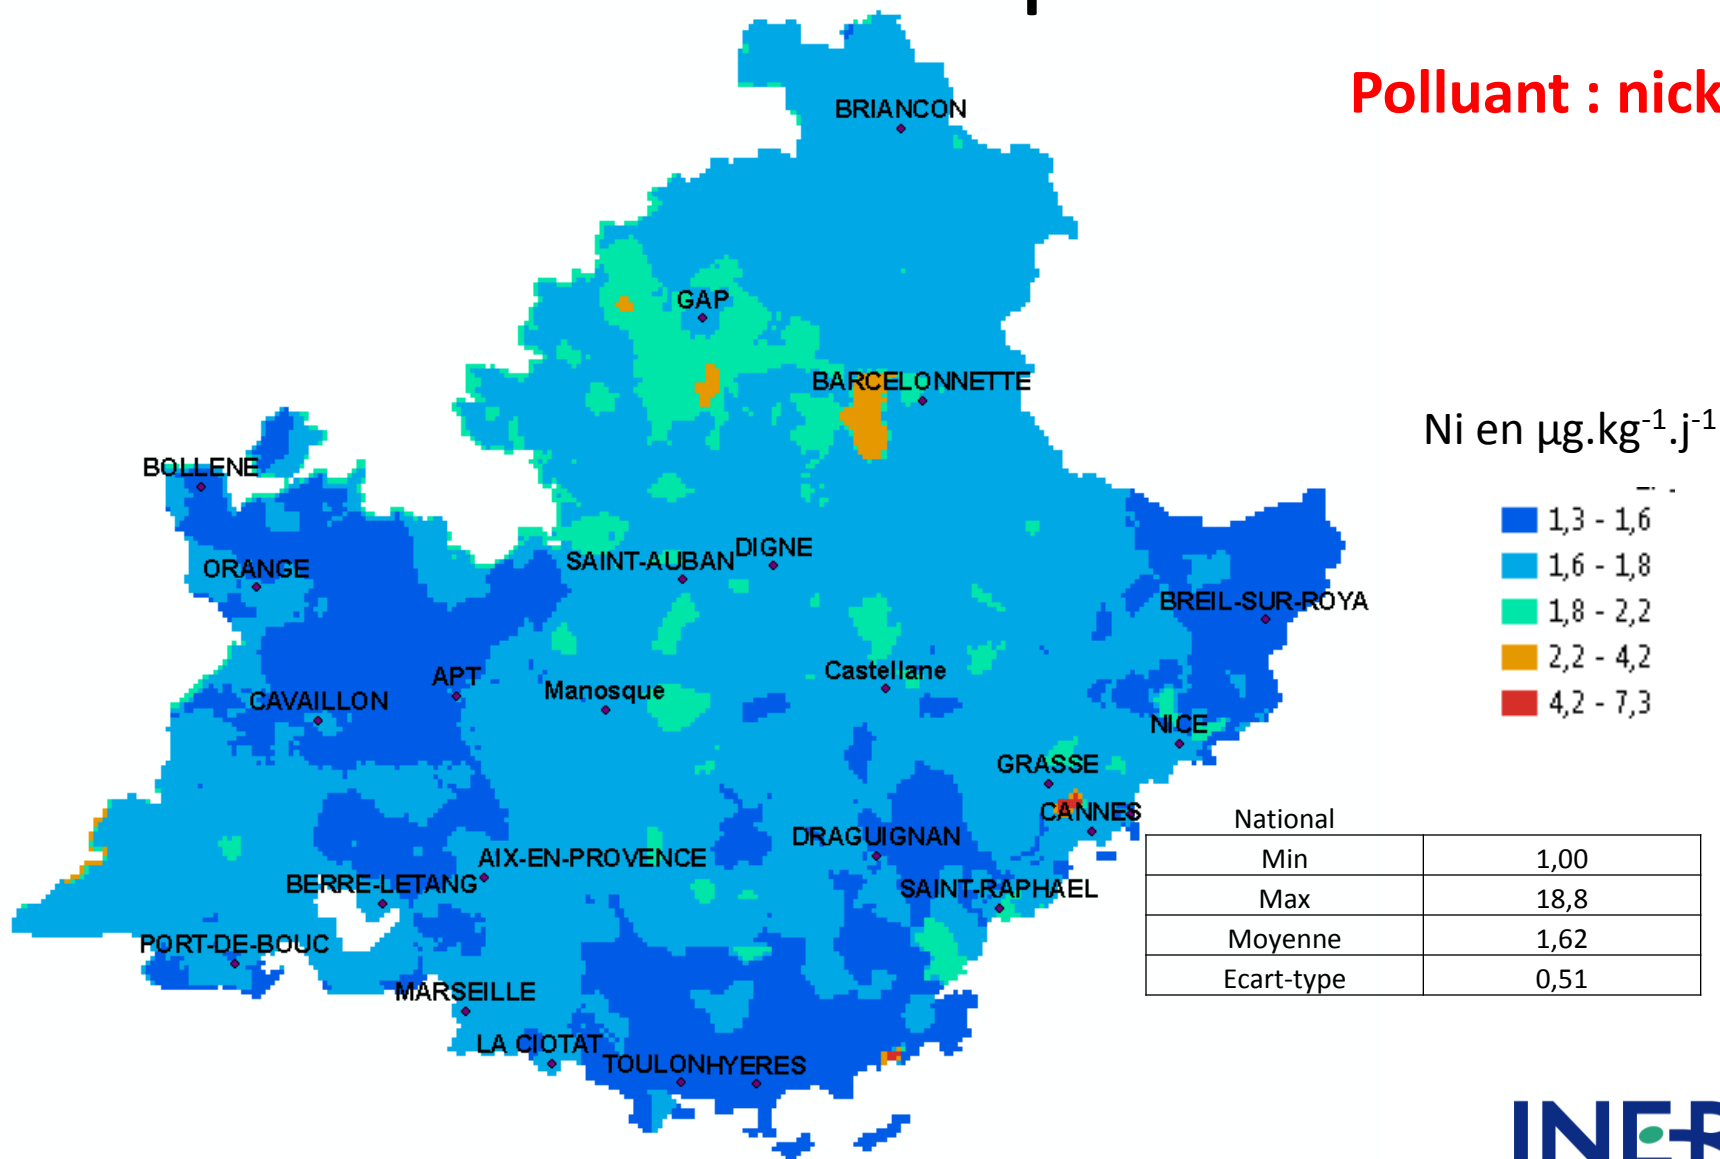 Polluant : nick
BRIANCON
GAP
BARCELONNETTE
Ni en µg.kg-1.j-1
BOLLENE
1,3 - 1,6
1,6 - 1,8
1,8 - 2,2
2,2 - 4,2
4,2 - 7,3
ORANGE
SAINT-AUBAN
DIGNE
BREIL-SUR-ROYA
APT
CAVAILLON
Manosque
Castellane
NICE
GRASSE
CANNES
DRAGUIGNAN
AIX-EN-PROVENCE
BERRE-LETANG
SAINT-RAPHAEL
PORT-DE-BOUC
MARSEILLE
LA CIOTAT
TOULON
HYERES
National
Min 1,00
Max 18,8
Moyenne 1,62
Ecart-type 0,51
INER